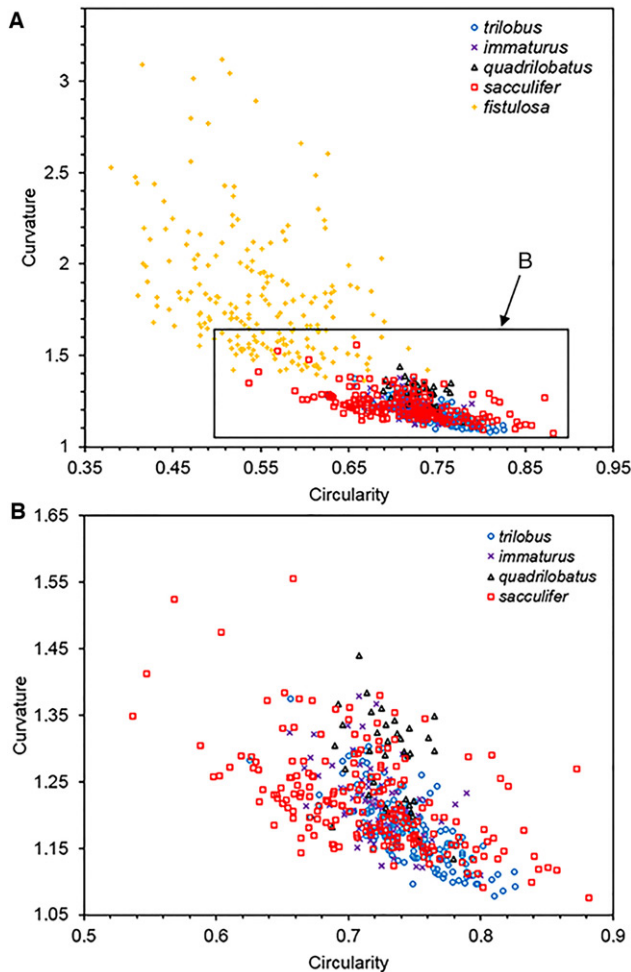 A
trilobus
immaturus
quadrilobatus
sacculifer
fistulosa
3
2.5
2
1.5
1
Curvature
B
0.35 0.45 0.55 0.65 0.75 0.85 0.95
Circularity
B
1.65
trilobus
immaturus
quadrilobatus
sacculifer
1.55
1.45
1.35
1.25
1.15
1.05
Curvature
0.5 0.6 0.7 0.8 0.9
Circularity